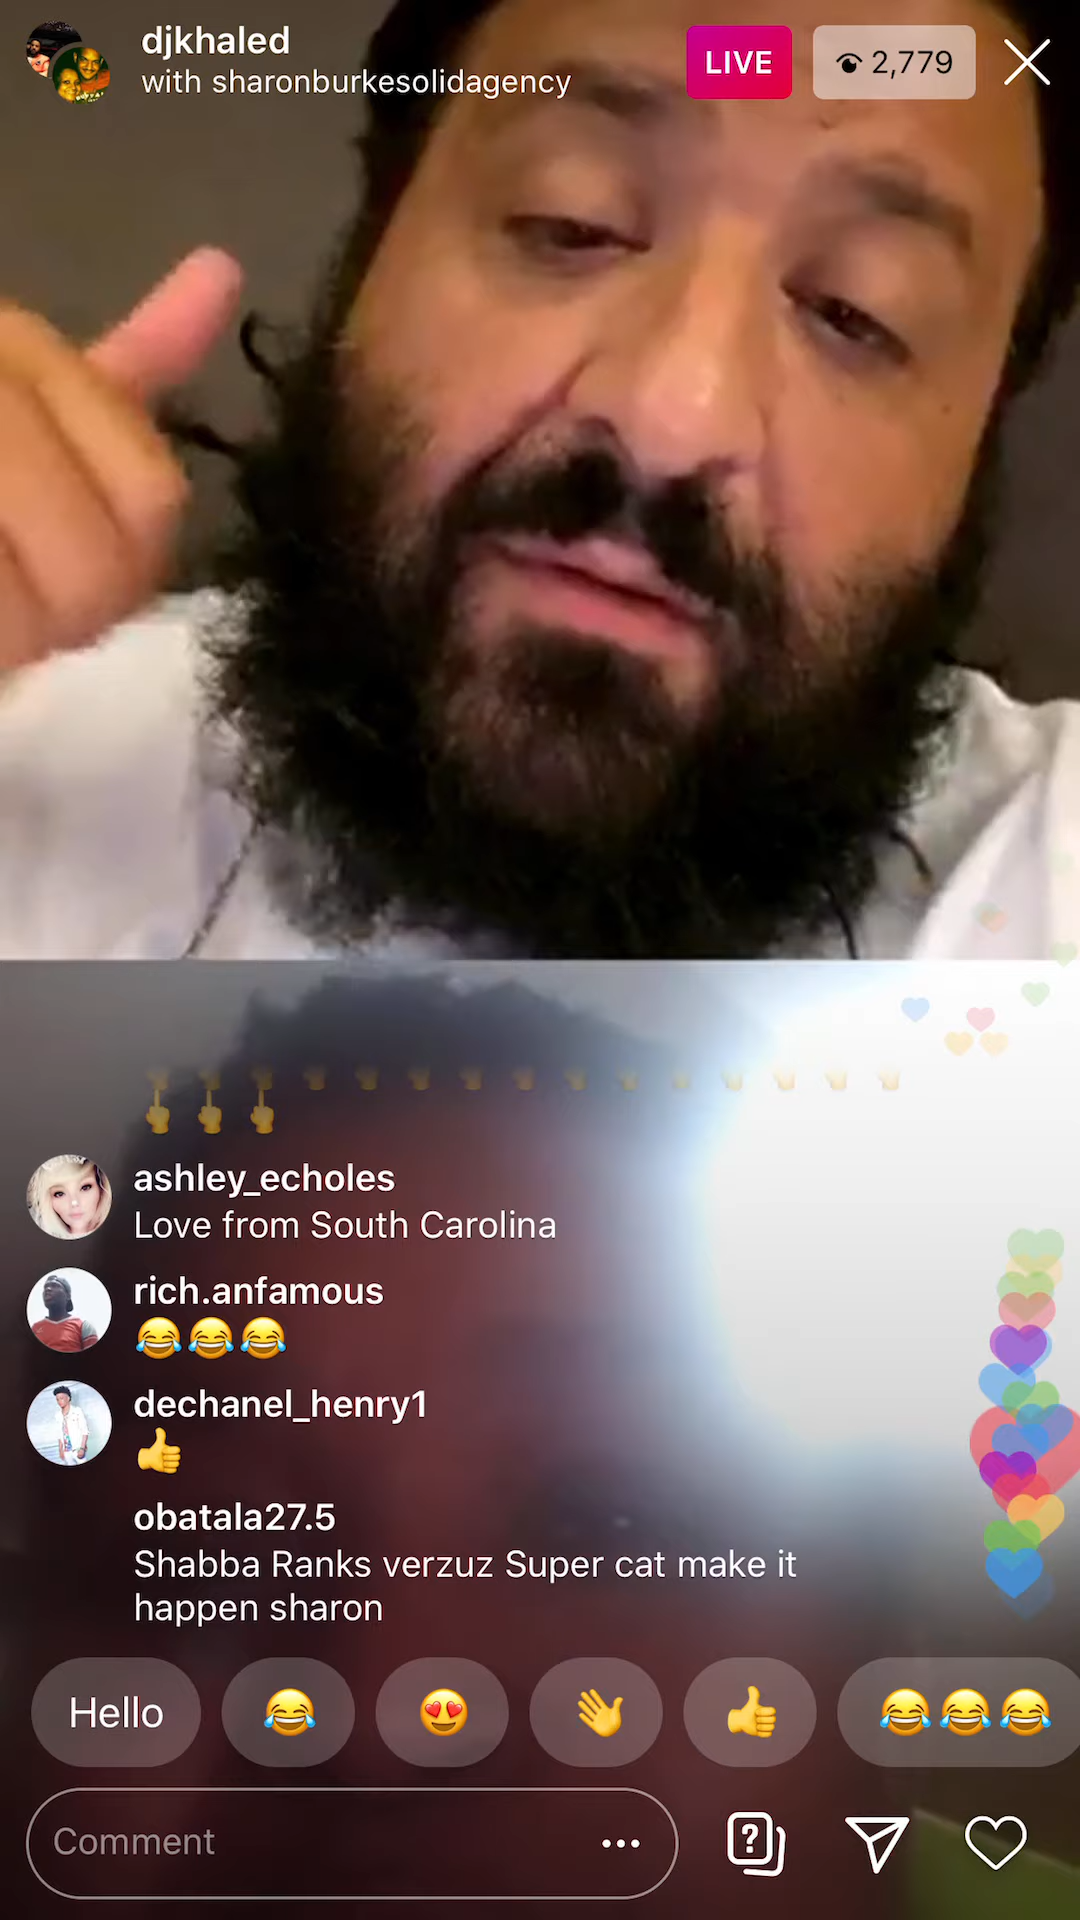 djkhaled
with sharonburkesolidagency
LIVE
2,779
ashley_echoles
Love from South Carolina
rich.anfamous
😂😂😂
dechanel_henry1
👍
obatala27.5
Shabba Ranks verzuz Super cat make it
happen sharon
Hello 😂 😍 👋 👍 😂😂😂
Comment